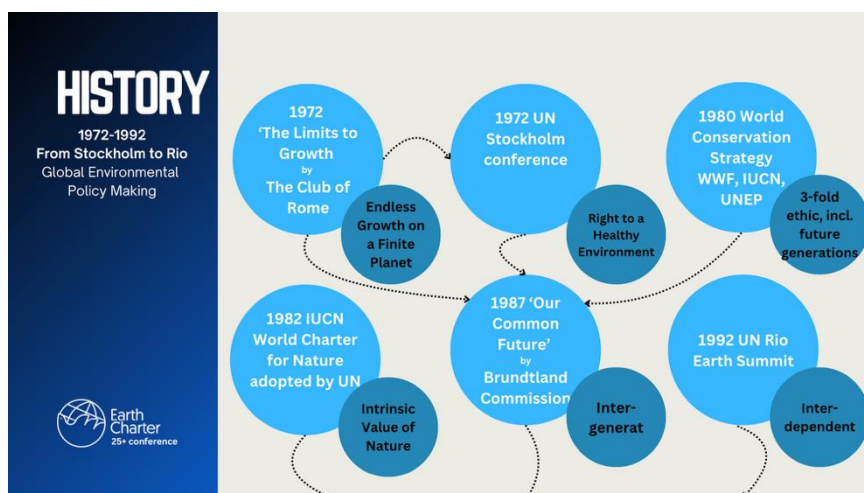 HISTORY
1972-1992
From Stockholm to Rio
Global Environmental
Policy Making
Earth
Charter
25+ conference
1972
‘The Limits to
Growth
by
The Club of
Rome
Endless
Growth on
a Finite
Planet
1972 UN
Stockholm
conference
Right to a
Healthy
Environment
1980 World
Conservation
Strategy
WWF, IUCN,
UNEP
3-fold
ethic, incl.
future
generations
1982 IUCN
World Charter
for Nature
adopted by UN
Intrinsic
Value of
Nature
1987 ‘Our
Common
Future’
by
Brundtland
Commission
Inter-
generat
1992 UN Rio
Earth Summit
Inter-
dependent